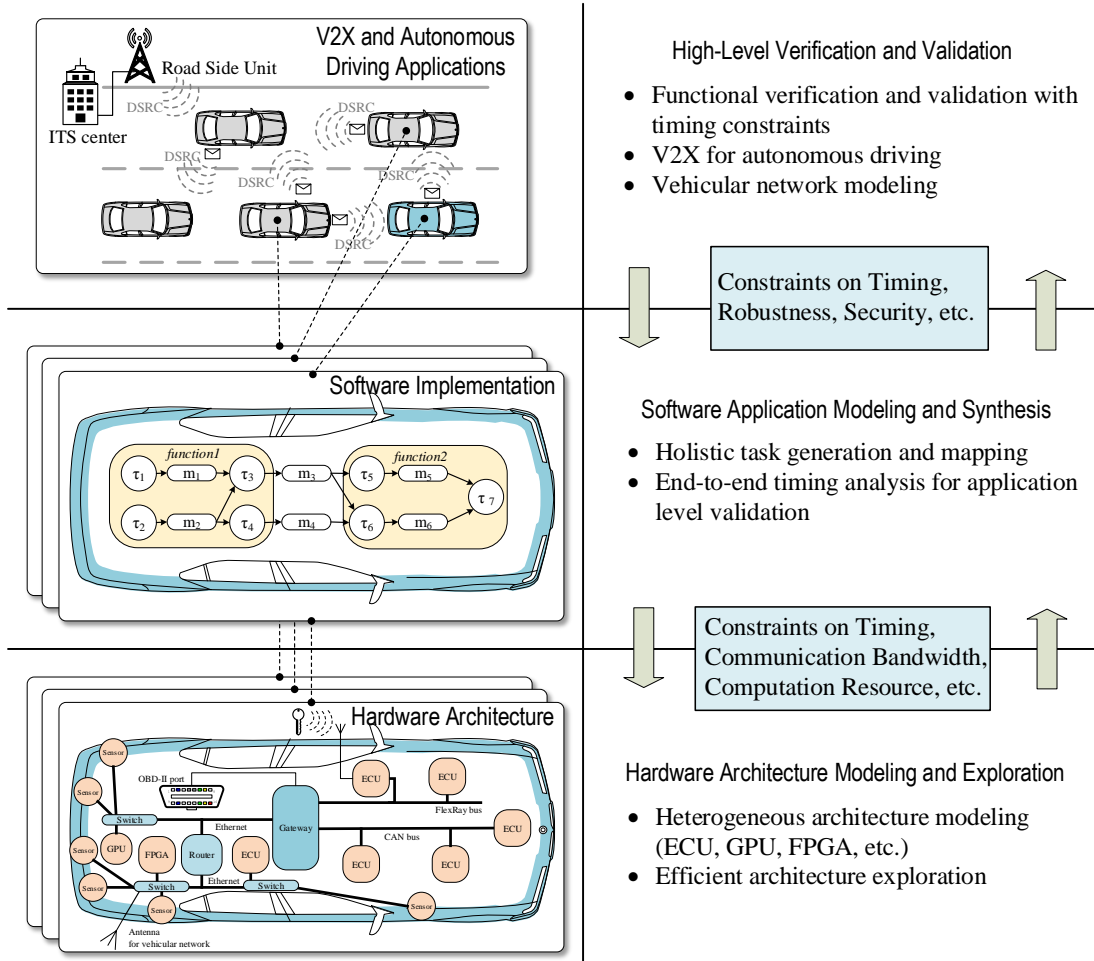 V2X and Autonomous
Driving Applications
Road Side Unit
DSRC
ITS center
DSRC
DSRC
DSRC
DSRC
DSRC
High-Level Verification and Validation
• Functional verification and validation with
timing constraints
• V2X for autonomous driving
• Vehicular network modeling
Constraints on Timing,
Robustness, Security, etc.
Software Implementation
function1
function2
τ1
m1
τ3
m3
τ5
m5
τ7
τ2
m2
τ4
m4
τ6
m6
Software Application Modeling and Synthesis
• Holistic task generation and mapping
• End-to-end timing analysis for application
level validation
Constraints on Timing,
Communication Bandwidth,
Computation Resource, etc.
Hardware Architecture
Sensor
OBD-II port
ECU
ECU
Sensor
FlexRay bus
Switch
Ethernet
Gateway
CAN bus
ECU
Sensor
GPU
FPGA
Router
ECU
ECU
ECU
Ethernet
Sensor
Switch
Switch
Sensor
Sensor
Antenna
for vehicular network
Hardware Architecture Modeling and Exploration
• Heterogeneous architecture modeling
(ECU, GPU, FPGA, etc.)
• Efficient architecture exploration